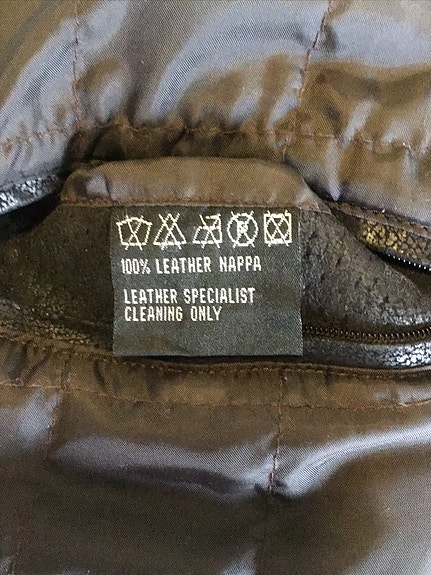 100% LEATHER NAPPA
LEATHER SPECIALIST
CLEANING ONLY